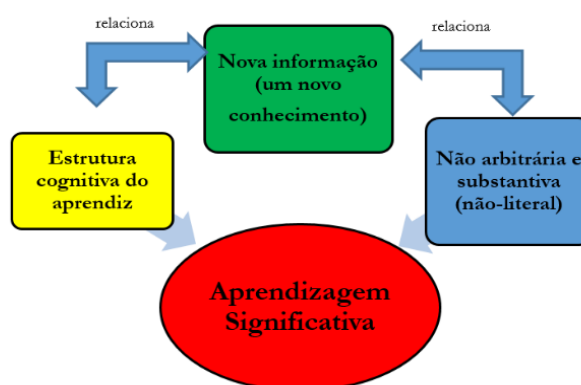 relaciona
relaciona
Nova informação
(um novo
conhecimento)
Estrutura
cognitiva do
aprendiz
Não arbitrária e
substantiva
(não-literal)
Aprendizagem
Significativa